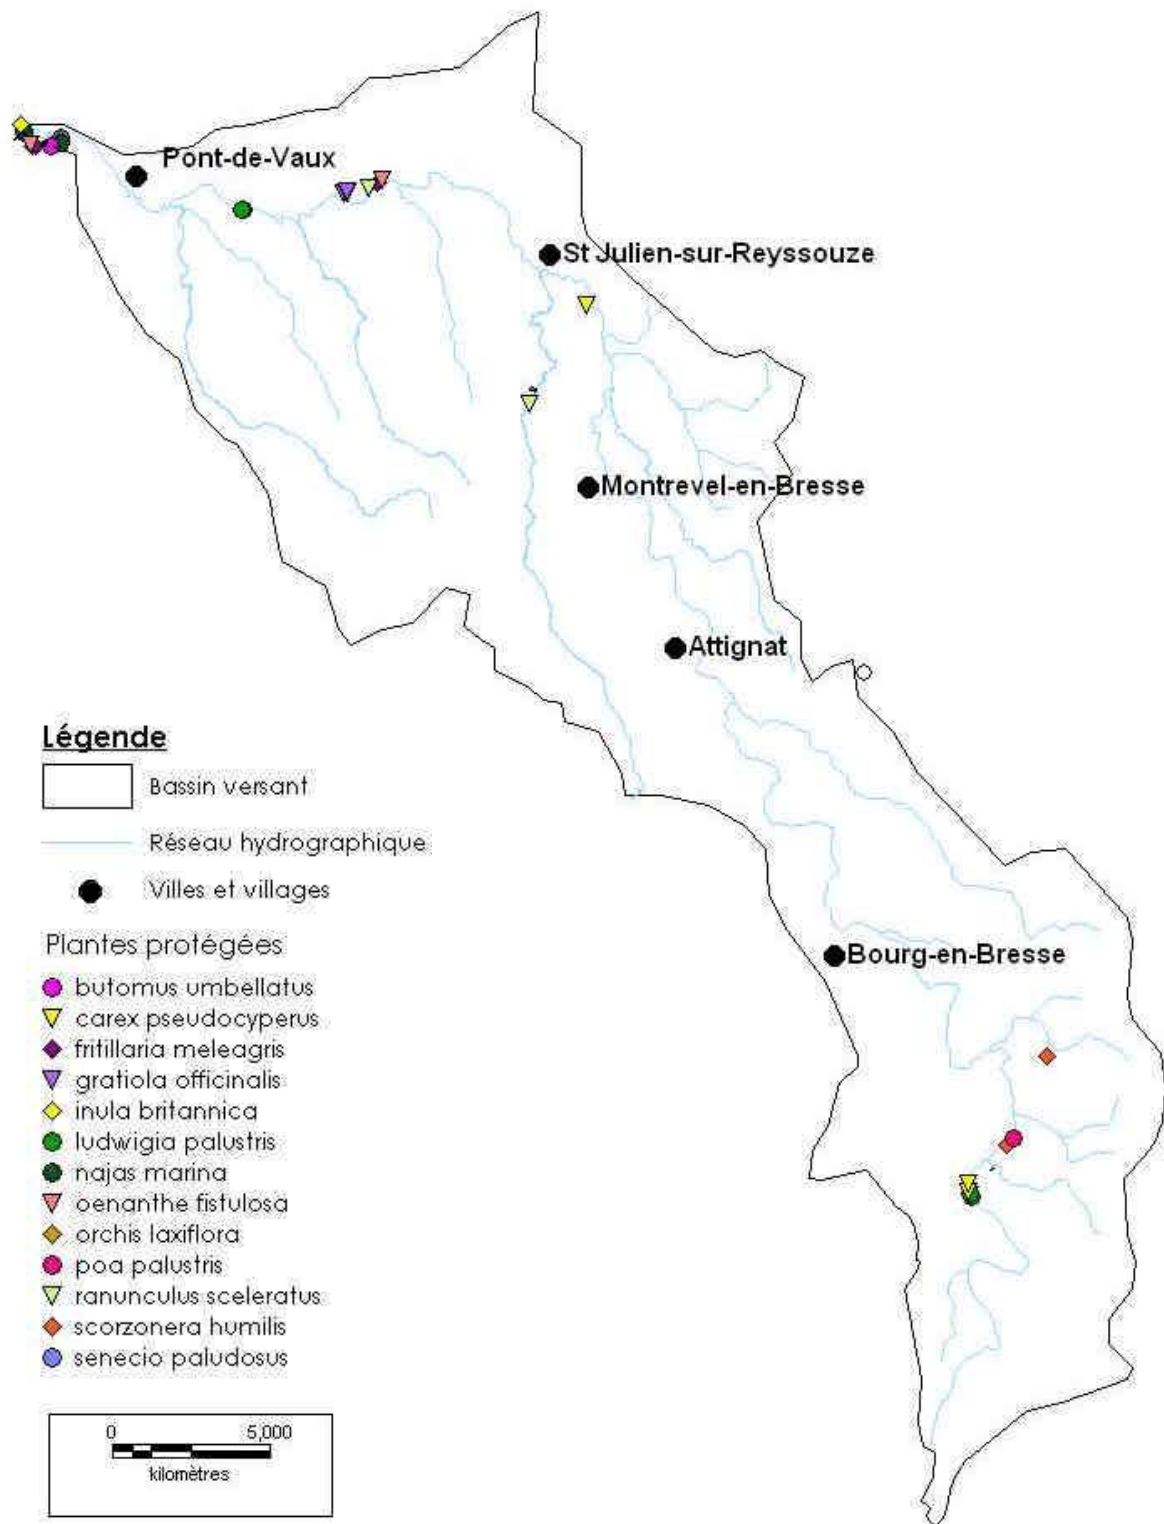 Pont-de-Vaux
St Julien-sur-Reyssouze
Montrevel-en-Bresse
Attignat
Bourg-en-Bresse
Légende
Bassin versant
Réseau hydrographique
Villes et villages
Plantes protégées
butomus umbellatus
carex pseudocyperus
fritillaria meleagris
gratiola officinalis
inula britannica
ludwigia palustris
najas marina
oenanthe fistulosa
orchis laxiflora
poa palustris
ranunculus sceleratus
scorzonera humilis
senecio paludosus
0 5,000
kilomètres